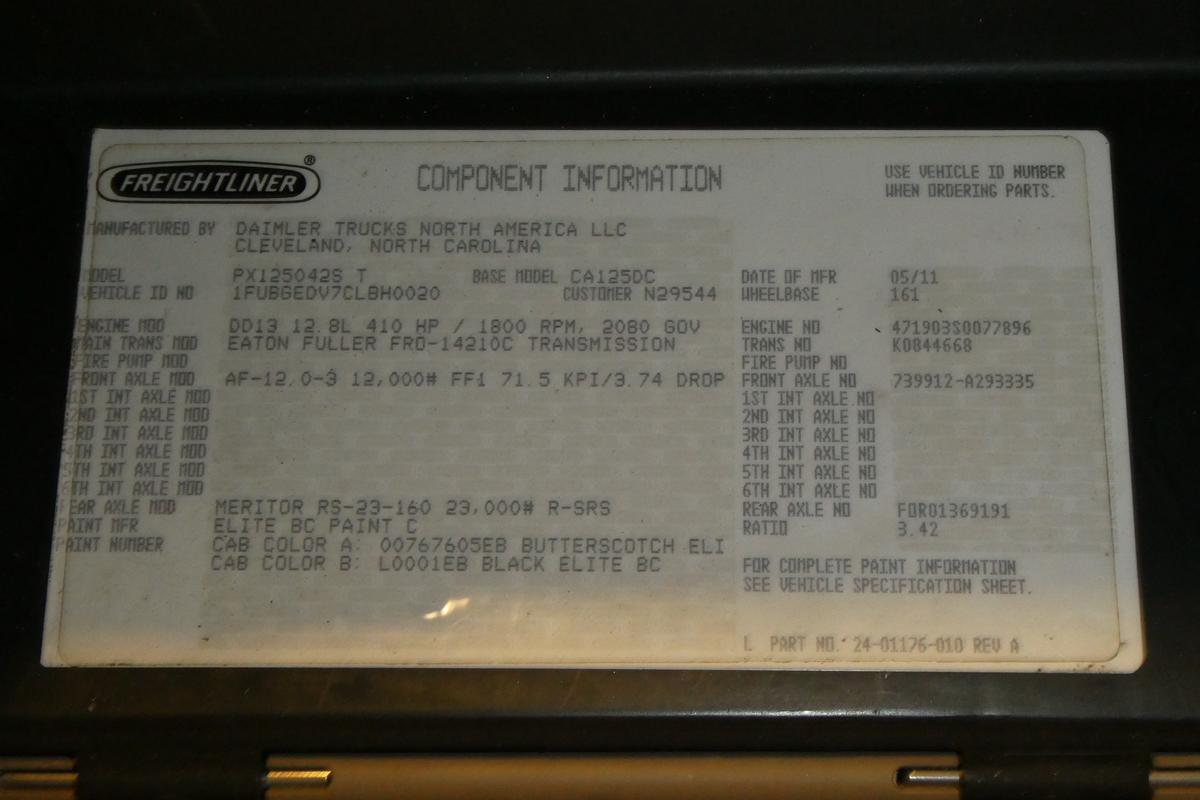 FREIGHTLINER®
COMPONENT INFORMATION
USE VEHICLE ID NUMBER
WHEN ORDERING PARTS.
MANUFACTURED BY DAIMLER TRUCKS NORTH AMERICA LLC
CLEVELAND, NORTH CAROLINA
MODEL PX125042S T BASE MODEL CA125DC DATE OF MFR 05/11
VEHICLE ID NO 1FUBGEDV7CLBH0020 CUSTOMER N29544 WHEELBASE 161
ENGINE MOD DD13 12.8L 410 HP / 1800 RPM, 2080 GOV ENGINE NO 471903S0077896
MAIN TRANS MOD EATON FULLER FRO-14210C TRANSMISSION TRANS NO K0844668
FIRE PUMP MOD FIRE PUMP NO
FRONT AXLE MOD AF-12.0-3 12,000# FF1 71.5 KPI/3.74 DROP FRONT AXLE NO 739912-A293335
1ST INT AXLE MOD 1ST INT AXLE NO
2ND INT AXLE MOD 2ND INT AXLE NO
3RD INT AXLE MOD 3RD INT AXLE NO
4TH INT AXLE MOD 4TH INT AXLE NO
5TH INT AXLE MOD 5TH INT AXLE NO
6TH INT AXLE MOD 6TH INT AXLE NO
REAR AXLE MOD MERITOR RS-23-160 23,000# R-SRS REAR AXLE NO FOR01369191
PAINT MFR ELITE BC PAINT C RATIO 3.42
PAINT NUMBER CAB COLOR A: 00767605EB BUTTERSCOTCH ELI
CAB COLOR B: L0001EB BLACK ELITE BC
FOR COMPLETE PAINT INFORMATION
SEE VEHICLE SPECIFICATION SHEET.
L PART NO. 24-01176-010 REV A